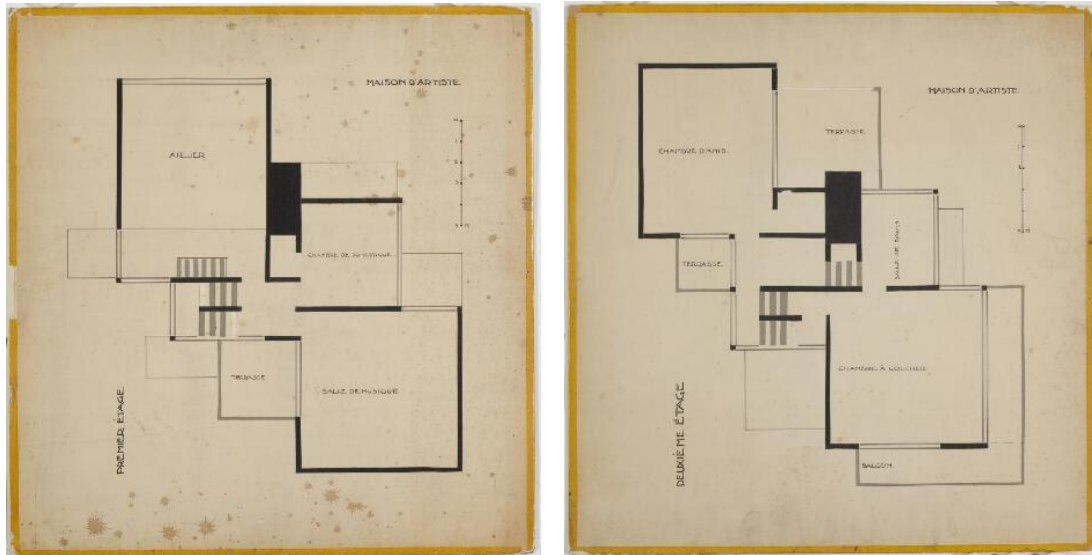 MAISON D'ARTISTE.
ATELIER
CHAMBRE DE DOMESTIQUE.
TERRASSE
SALLE DE MUSIQUE
PREMIER ÉTAGE
MAISON D'ARTISTE
TERRASSE
CHAMBRE D'AMIS.
SALLE DE BAINS
TERRASSE
CHAMBRE À COUCHER.
DEUXIÈME ÉTAGE
BALCON.